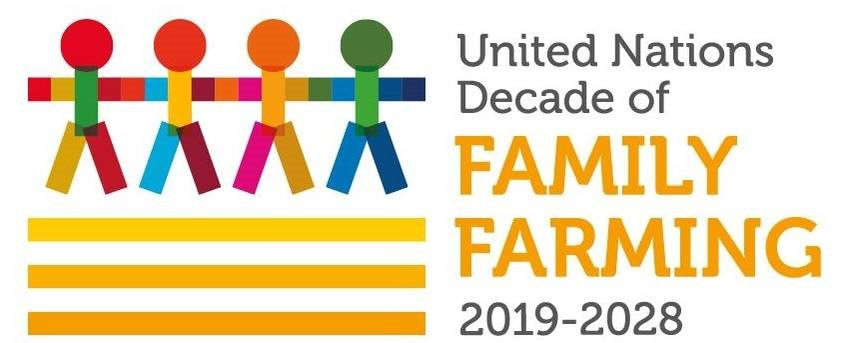 United Nations
Decade of
FAMILY
FARMING
2019-2028